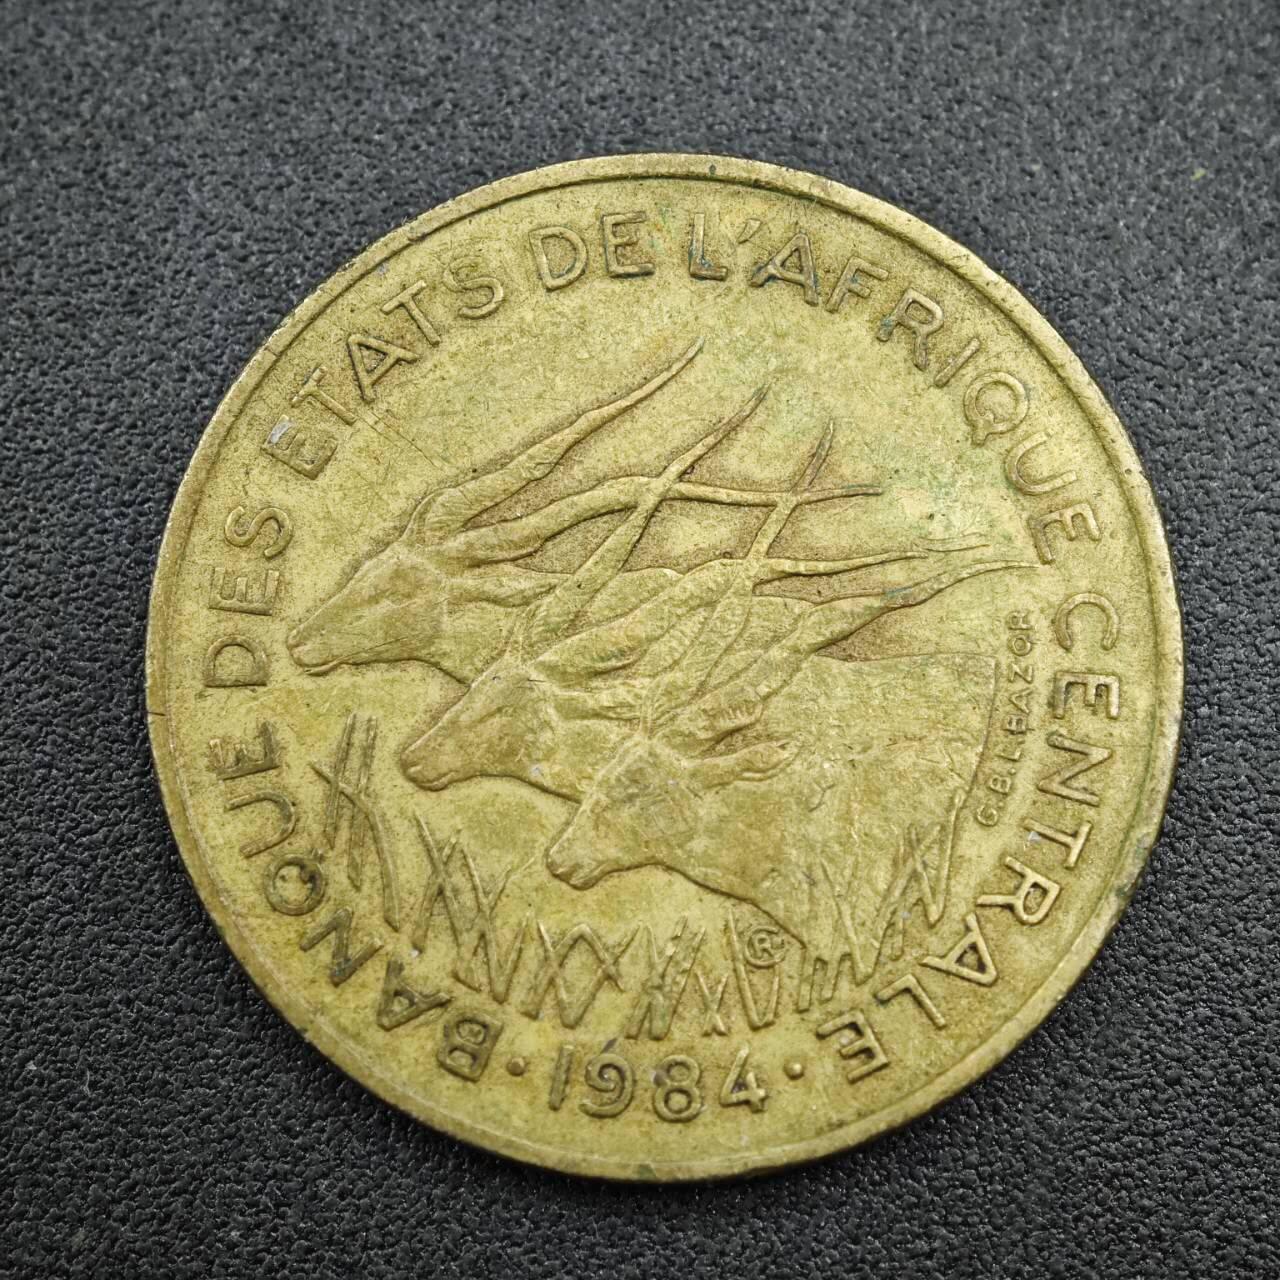 BANQUE DES ETATS DE L'AFRIQUE CENTRALE
G.B.L.BAZOR
R
· 1984 ·